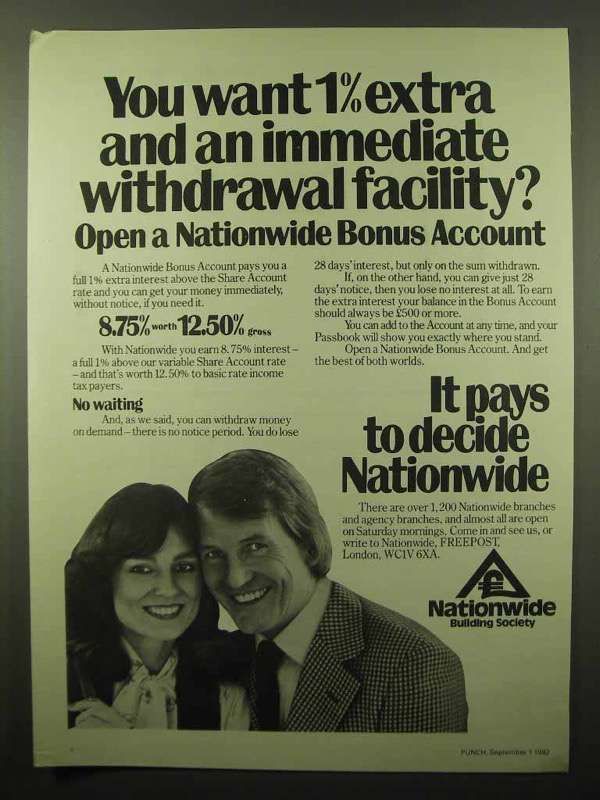 You want 1% extra
and an immediate
withdrawal facility?
Open a Nationwide Bonus Account
A Nationwide Bonus Account pays you a
full 1% extra interest above the Share Account
rate and you can get your money immediately,
without notice, if you need it.
8.75% worth 12.50% gross
With Nationwide you earn 8.75% interest –
a full 1% above our variable Share Account rate
– and that's worth 12.50% to basic rate income
tax payers.
No waiting
And, as we said, you can withdraw money
on demand – there is no notice period. You do lose
28 days' interest, but only on the sum withdrawn.
If, on the other hand, you can give just 28
days' notice, then you lose no interest at all. To earn
the extra interest your balance in the Bonus Account
should always be £500 or more.
You can add to the Account at any time, and your
Passbook will show you exactly where you stand.
Open a Nationwide Bonus Account. And get
the best of both worlds.
It pays
to decide
Nationwide
There are over 1,200 Nationwide branches
and agency branches, and almost all are open
on Saturday mornings. Come in and see us, or
write to Nationwide, FREEPOST,
London, WC1V 6XA.
£
Nationwide
Building Society
PUNCH, September 1 1982